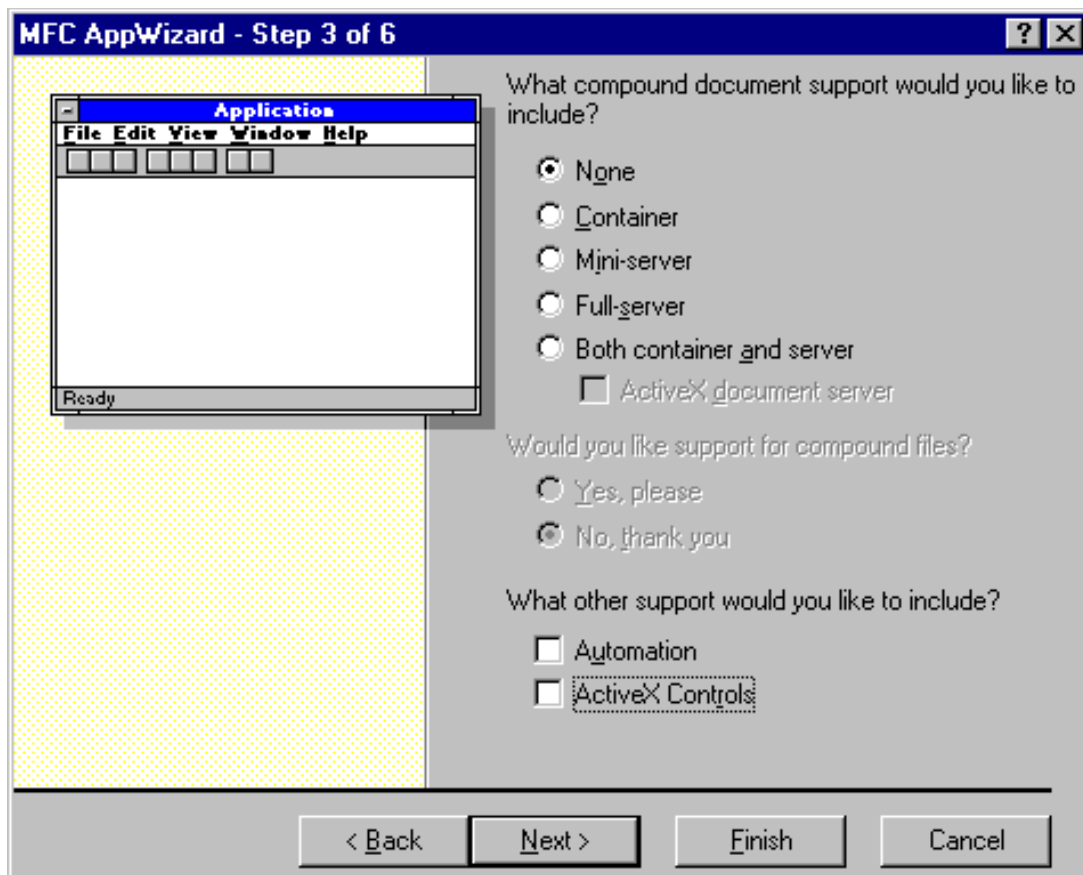 MFC AppWizard - Step 3 of 6
Application
File Edit View Window Help
Ready
What compound document support would you like to
include?
None
Container
Mini-server
Full-server
Both container and server
ActiveX document server
Would you like support for compound files?
Yes, please
No, thank you
What other support would you like to include?
Automation
ActiveX Controls
< Back Next > Finish Cancel